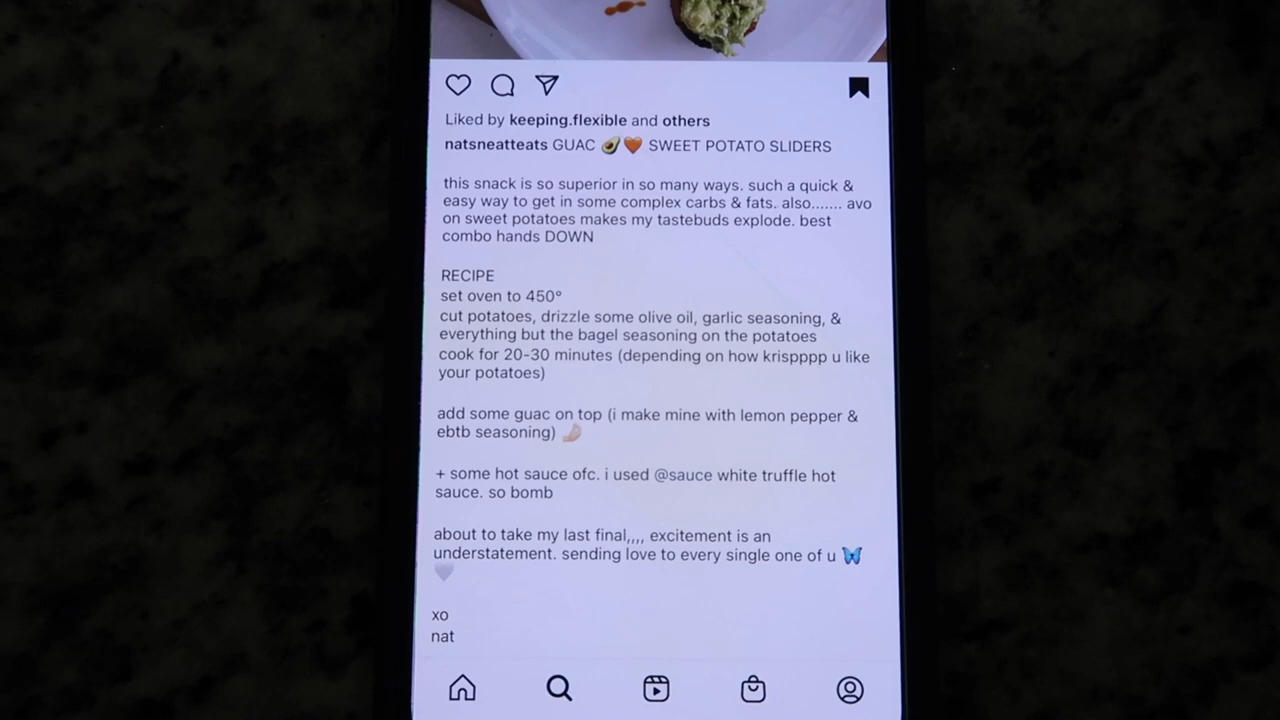 Liked by keeping.flexible and others
natsneatteats GUAC 🥑🧡 SWEET POTATO SLIDERS
this snack is so superior in so many ways. such a quick &
easy way to get in some complex carbs & fats. also....... avo
on sweet potatoes makes my tastebuds explode. best
combo hands DOWN
RECIPE
set oven to 450º
cut potatoes, drizzle some olive oil, garlic seasoning, &
everything but the bagel seasoning on the potatoes
cook for 20-30 minutes (depending on how krispppp u like
your potatoes)
add some guac on top (i make mine with lemon pepper &
ebtb seasoning) 🤌🏻
+ some hot sauce ofc. i used @sauce white truffle hot
sauce. so bomb
about to take my last final,,,, excitement is an
understatement. sending love to every single one of u 🦋
🤍
xo
nat